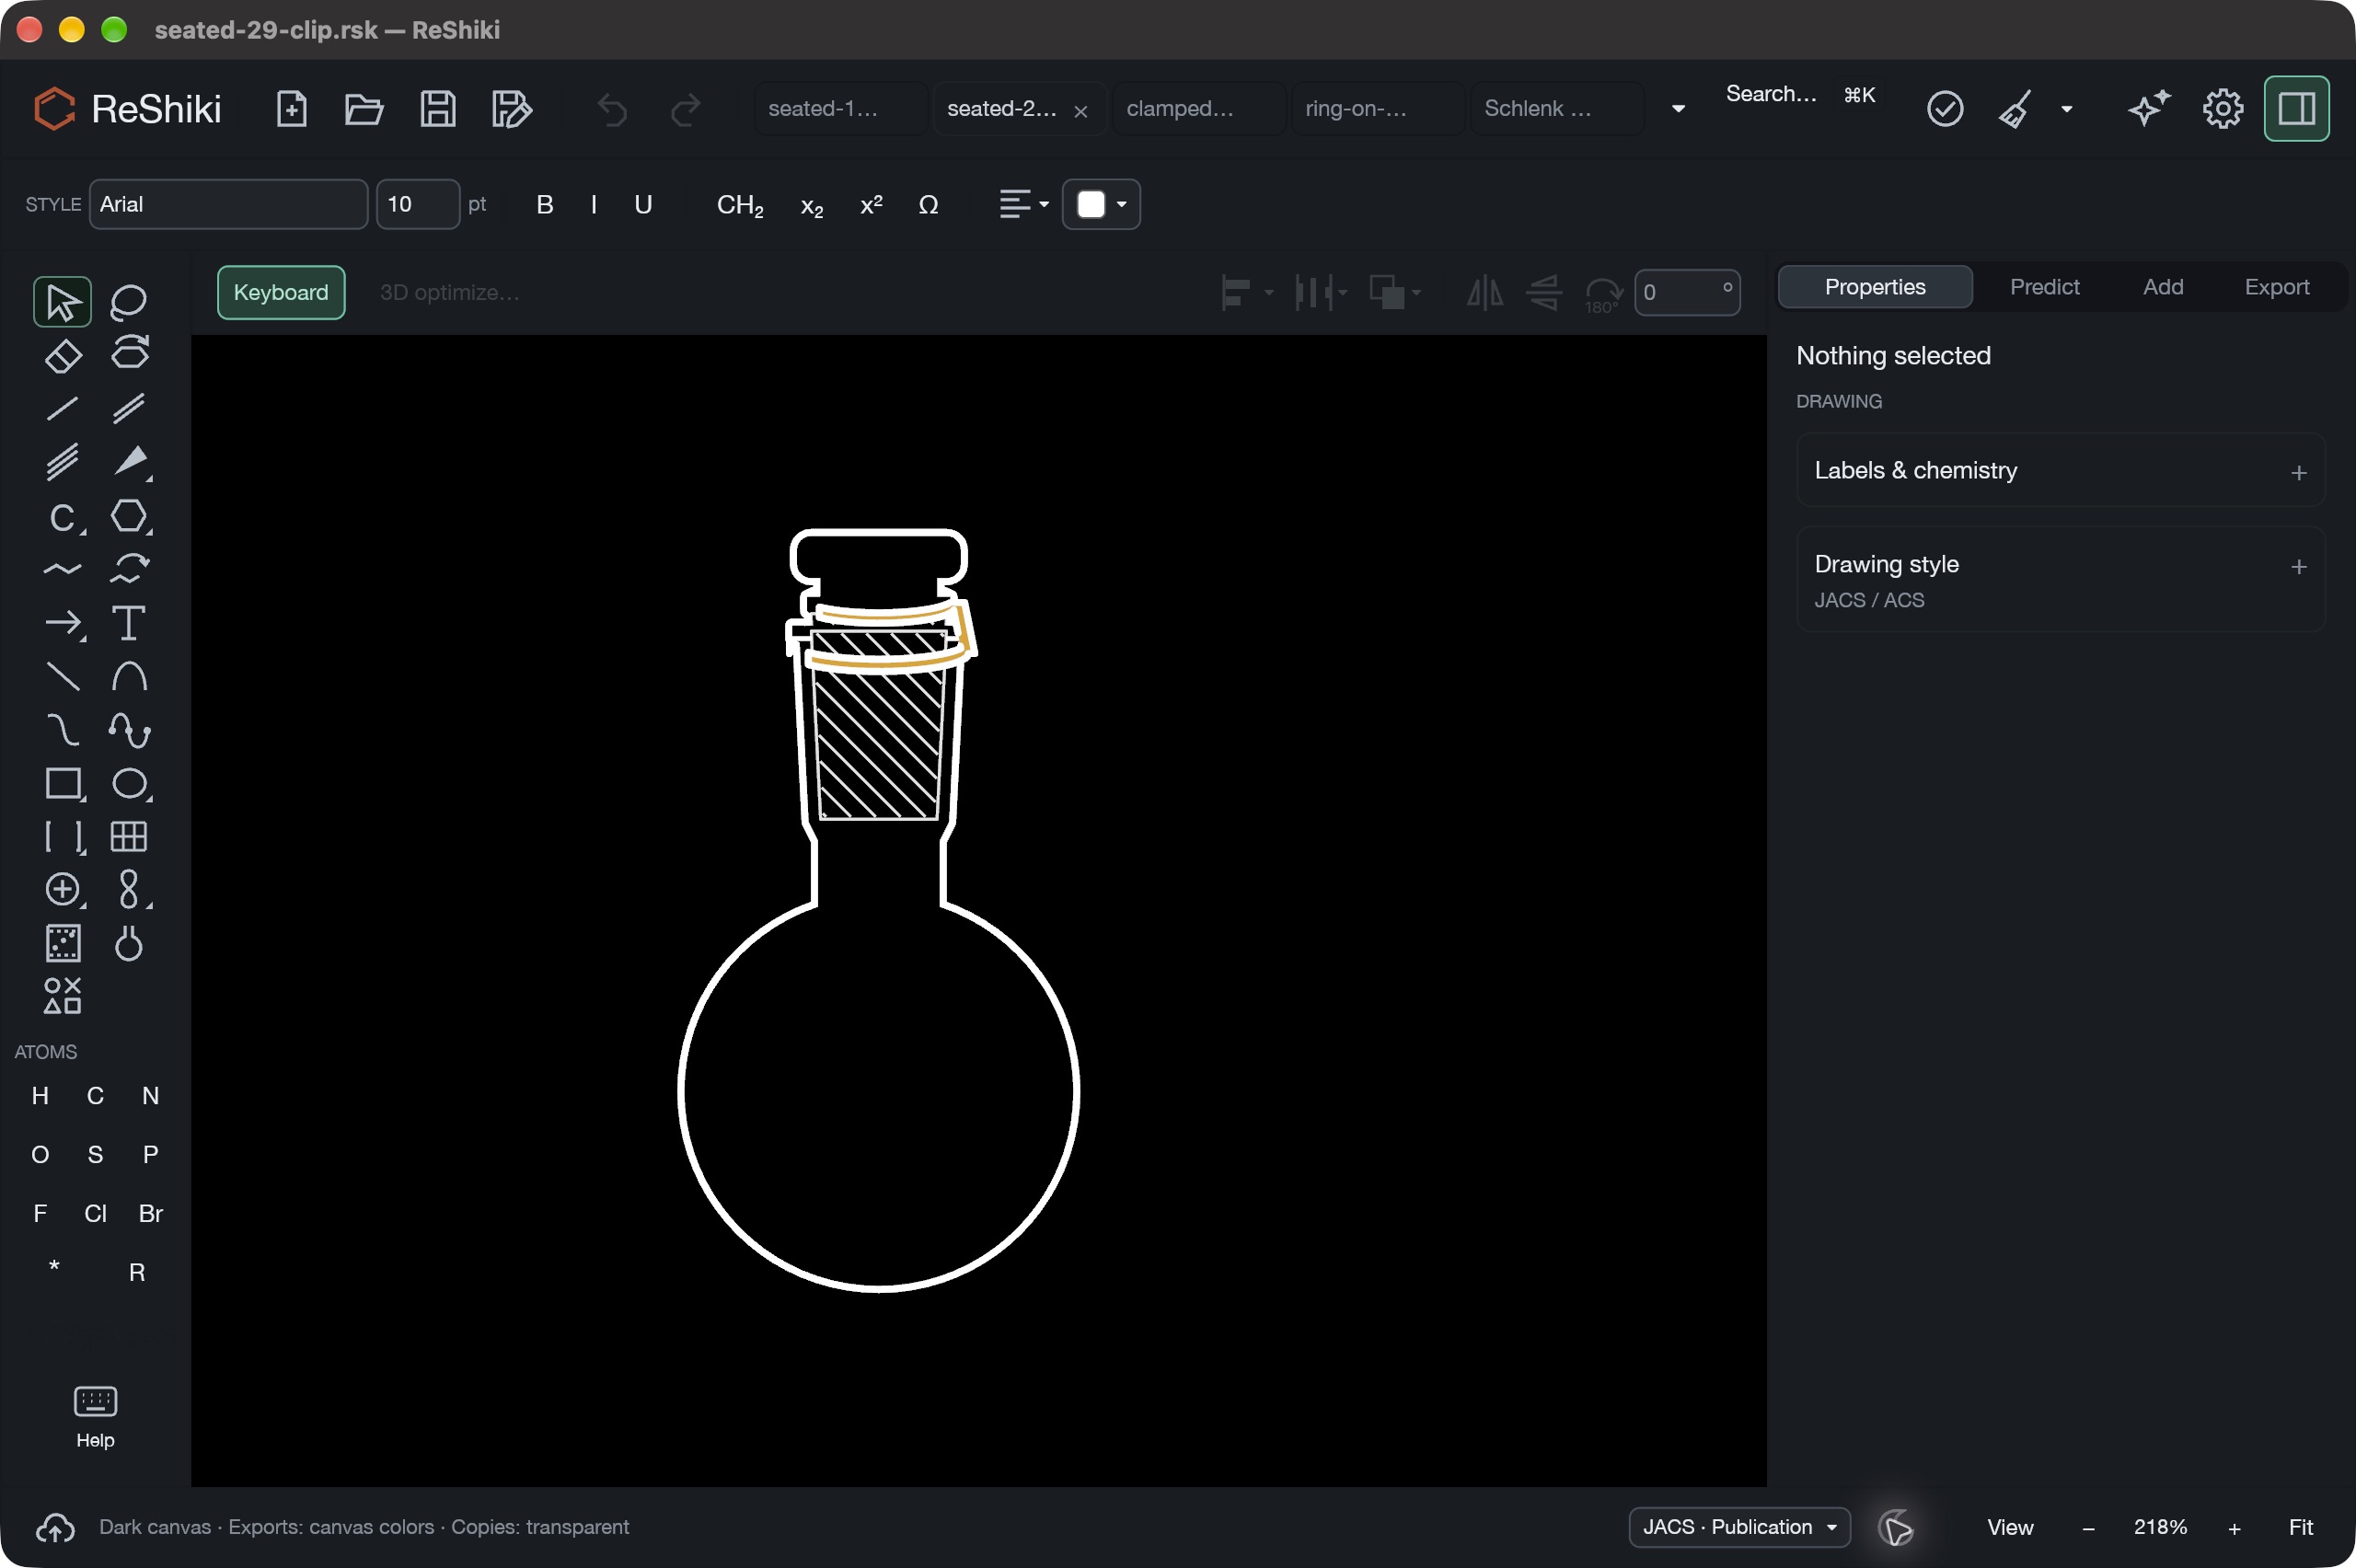 seated-29-clip.rsk — ReShiki
ReShiki
seated-1...
seated-2... ×
clamped...
ring-on-...
Schlenk ...
Search... ⌘K
STYLE Arial 10 pt B I U CH₂ x₂ x² Ω
Keyboard 3D optimize... 180° 0 °
Properties Predict Add Export
Nothing selected
DRAWING
Labels & chemistry +
Drawing style +
JACS / ACS
C
T
ATOMS
H C N
O S P
F Cl Br
* R
Help
Dark canvas · Exports: canvas colors · Copies: transparent
JACS · Publication View − 218% + Fit